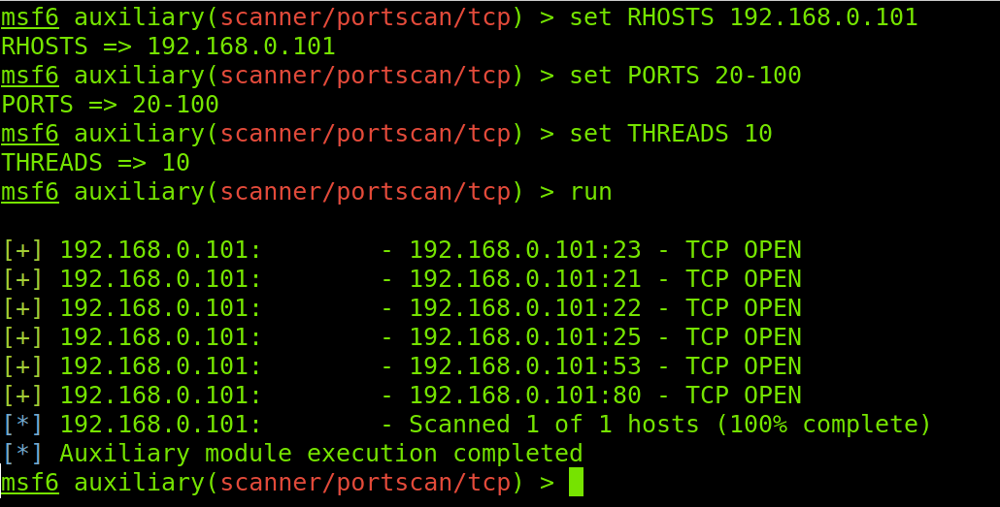 msf6 auxiliary(scanner/portscan/tcp) > set RHOSTS 192.168.0.101
RHOSTS => 192.168.0.101
msf6 auxiliary(scanner/portscan/tcp) > set PORTS 20-100
PORTS => 20-100
msf6 auxiliary(scanner/portscan/tcp) > set THREADS 10
THREADS => 10
msf6 auxiliary(scanner/portscan/tcp) > run
[+] 192.168.0.101:        - 192.168.0.101:23 - TCP OPEN
[+] 192.168.0.101:        - 192.168.0.101:21 - TCP OPEN
[+] 192.168.0.101:        - 192.168.0.101:22 - TCP OPEN
[+] 192.168.0.101:        - 192.168.0.101:25 - TCP OPEN
[+] 192.168.0.101:        - 192.168.0.101:53 - TCP OPEN
[+] 192.168.0.101:        - 192.168.0.101:80 - TCP OPEN
[*] 192.168.0.101:        - Scanned 1 of 1 hosts (100% complete)
[*] Auxiliary module execution completed
msf6 auxiliary(scanner/portscan/tcp) >